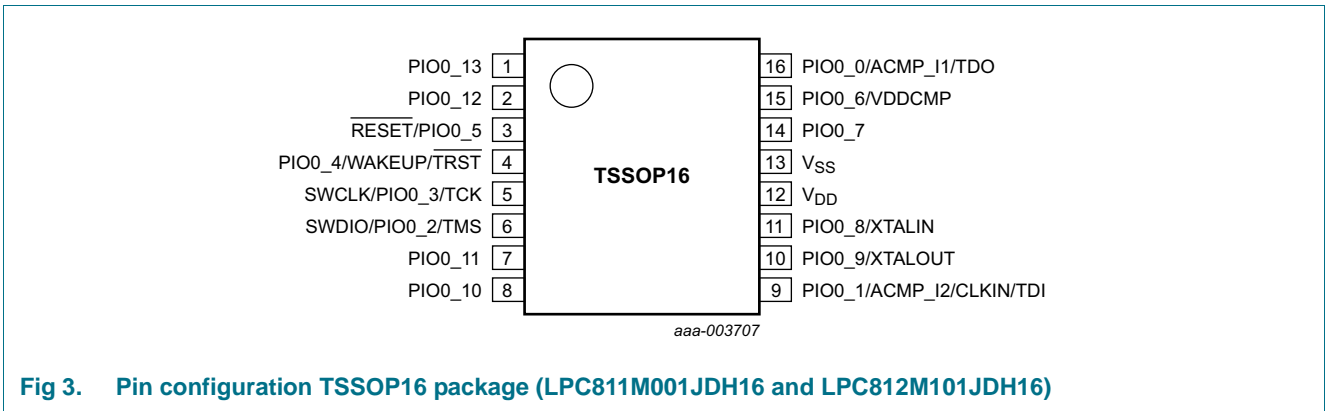 PIO0_13 1
PIO0_12 2
RESET/PIO0_5 3
PIO0_4/WAKEUP/TRST 4
SWCLK/PIO0_3/TCK 5
SWDIO/PIO0_2/TMS 6
PIO0_11 7
PIO0_10 8
TSSOP16
16 PIO0_0/ACMP_I1/TDO
15 PIO0_6/VDDCMP
14 PIO0_7
13 VSS
12 VDD
11 PIO0_8/XTALIN
10 PIO0_9/XTALOUT
9 PIO0_1/ACMP_I2/CLKIN/TDI
aaa-003707
Fig 3. Pin configuration TSSOP16 package (LPC811M001JDH16 and LPC812M101JDH16)